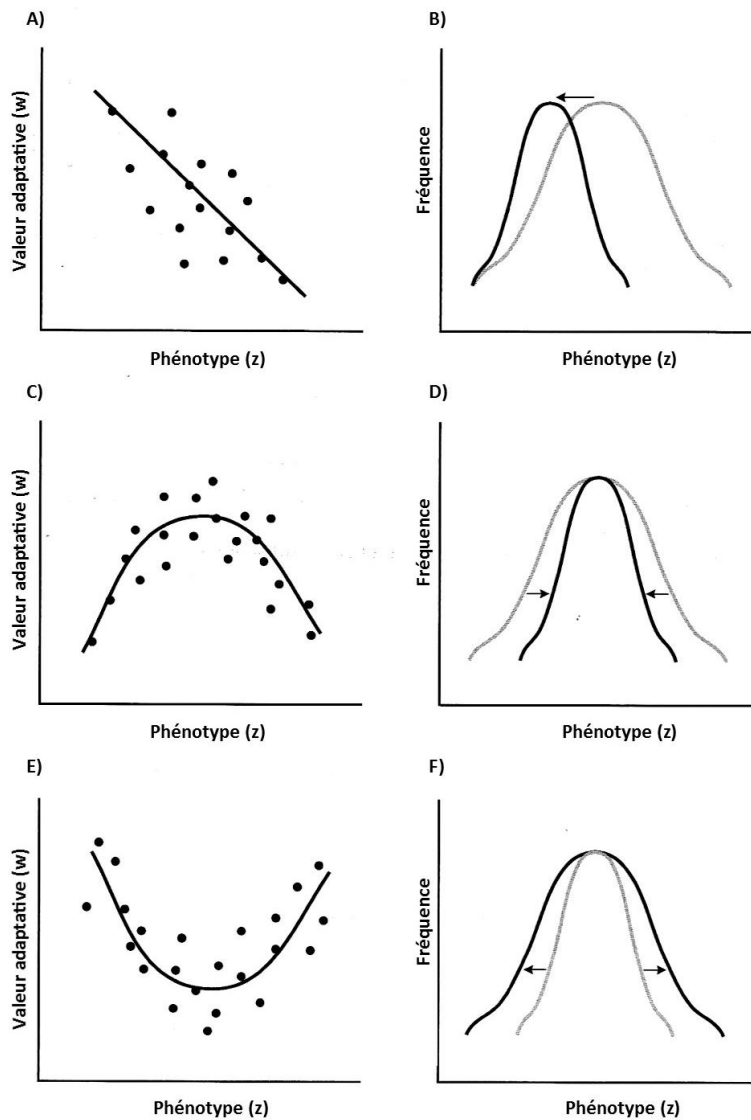 A)
Valeur adaptative (w)
Phénotype (z)
B)
Fréquence
Phénotype (z)
C)
Valeur adaptative (w)
Phénotype (z)
D)
Fréquence
Phénotype (z)
E)
Valeur adaptative (w)
Phénotype (z)
F)
Fréquence
Phénotype (z)